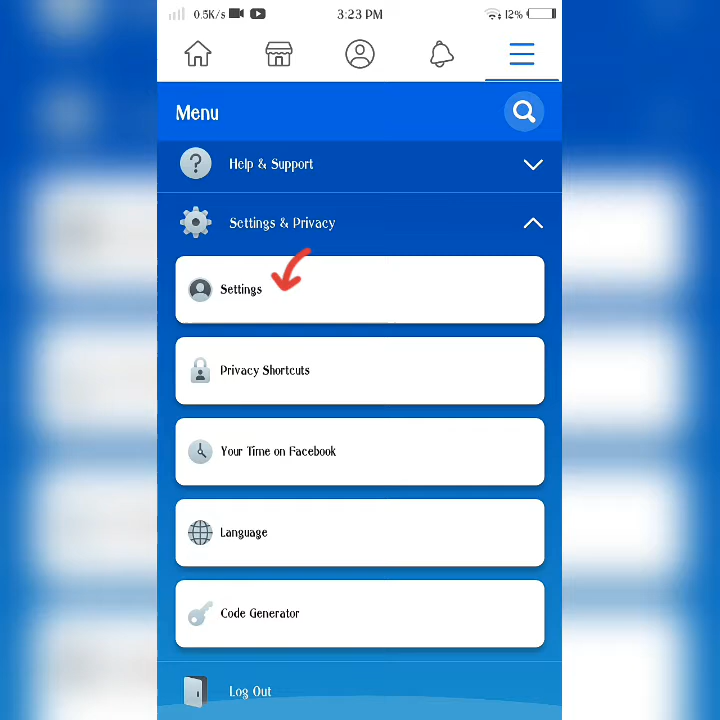 0.5K/s 3:23 PM 12%
Menu
Help & Support
Settings & Privacy
Settings
Privacy Shortcuts
Your Time on Facebook
Language
Code Generator
Log Out